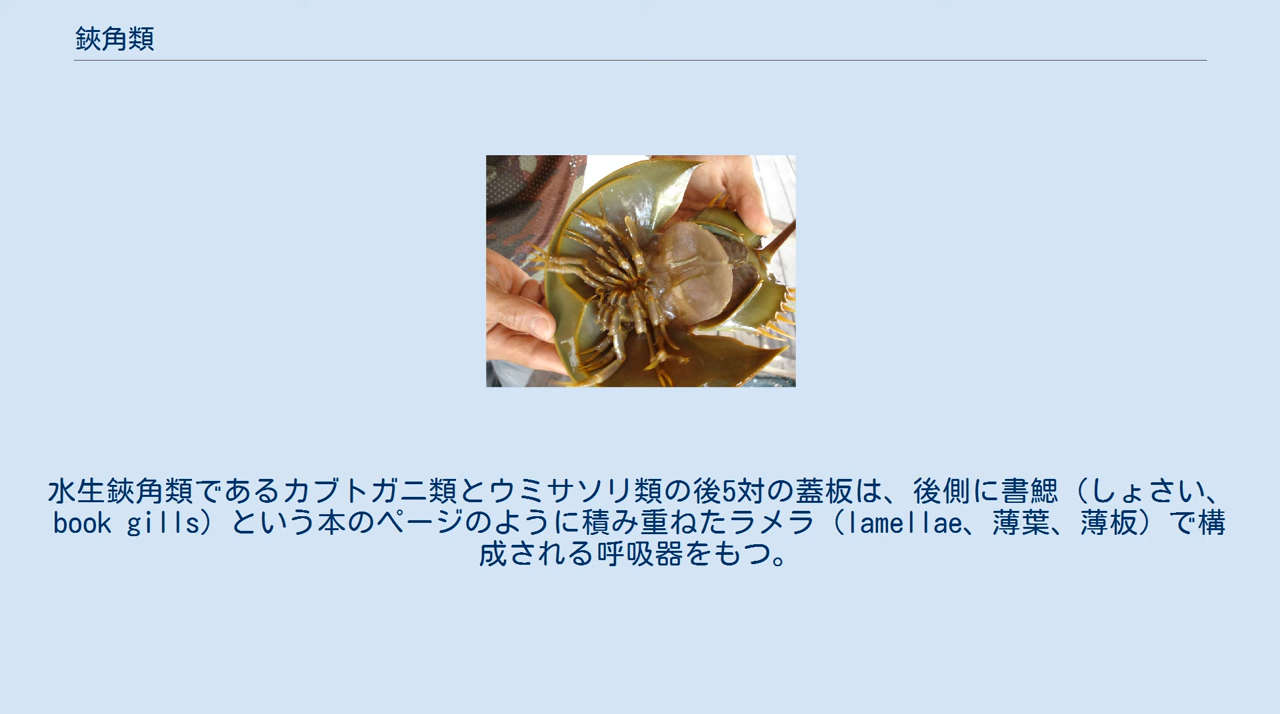 鋏角類
水生鋏角類であるカブトガニ類とウミサソリ類の後5対の蓋板は、後側に書鰓（しょさい、
book gills）という本のページのように積み重ねたラメラ（lamellae、薄葉、薄板）で構
成される呼吸器をもつ。